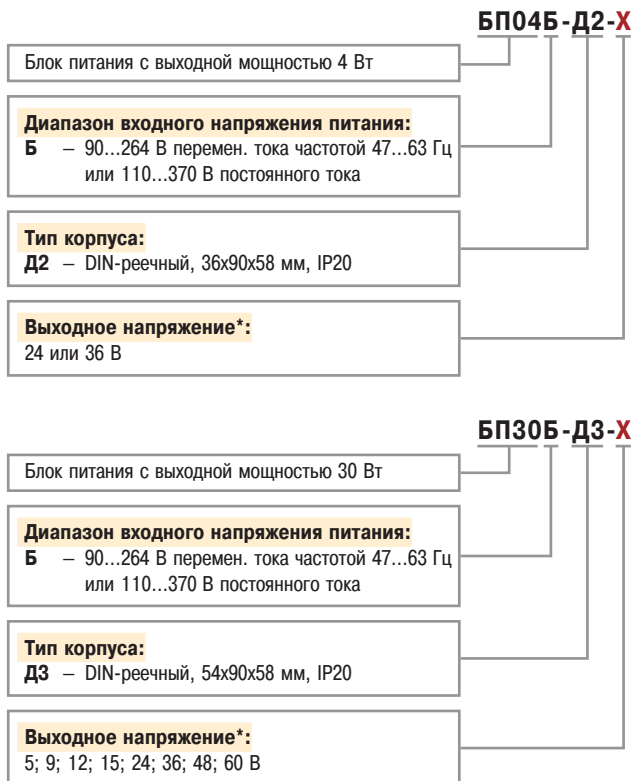 БП04Б-Д2-Х
Блок питания с выходной мощностью 4 Вт
Диапазон входного напряжения питания:
Б – 90...264 В перемен. тока частотой 47...63 Гц
или 110...370 В постоянного тока
Тип корпуса:
Д2 – DIN-реечный, 36х90х58 мм, IP20
Выходное напряжение*:
24 или 36 В
БП30Б-Д3-Х
Блок питания с выходной мощностью 30 Вт
Диапазон входного напряжения питания:
Б – 90...264 В перемен. тока частотой 47...63 Гц
или 110...370 В постоянного тока
Тип корпуса:
Д3 – DIN-реечный, 54х90х58 мм, IP20
Выходное напряжение*:
5; 9; 12; 15; 24; 36; 48; 60 В